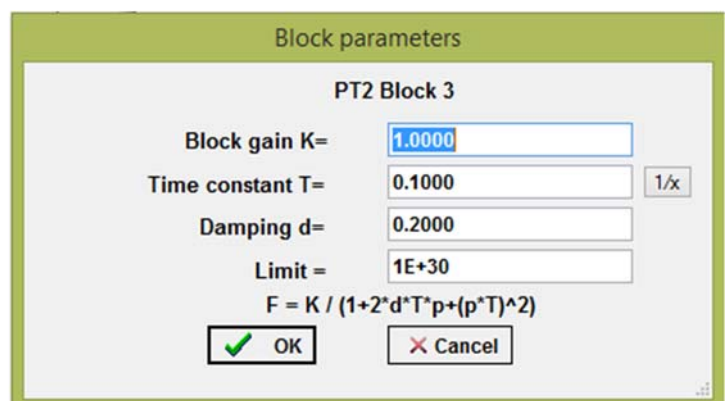 Block parameters
PT2 Block 3
Block gain K= 1.0000
Time constant T= 0.1000 1/x
Damping d= 0.2000
Limit = 1E+30
F = K / (1+2*d*T*p+(p*T)^2)
OK Cancel